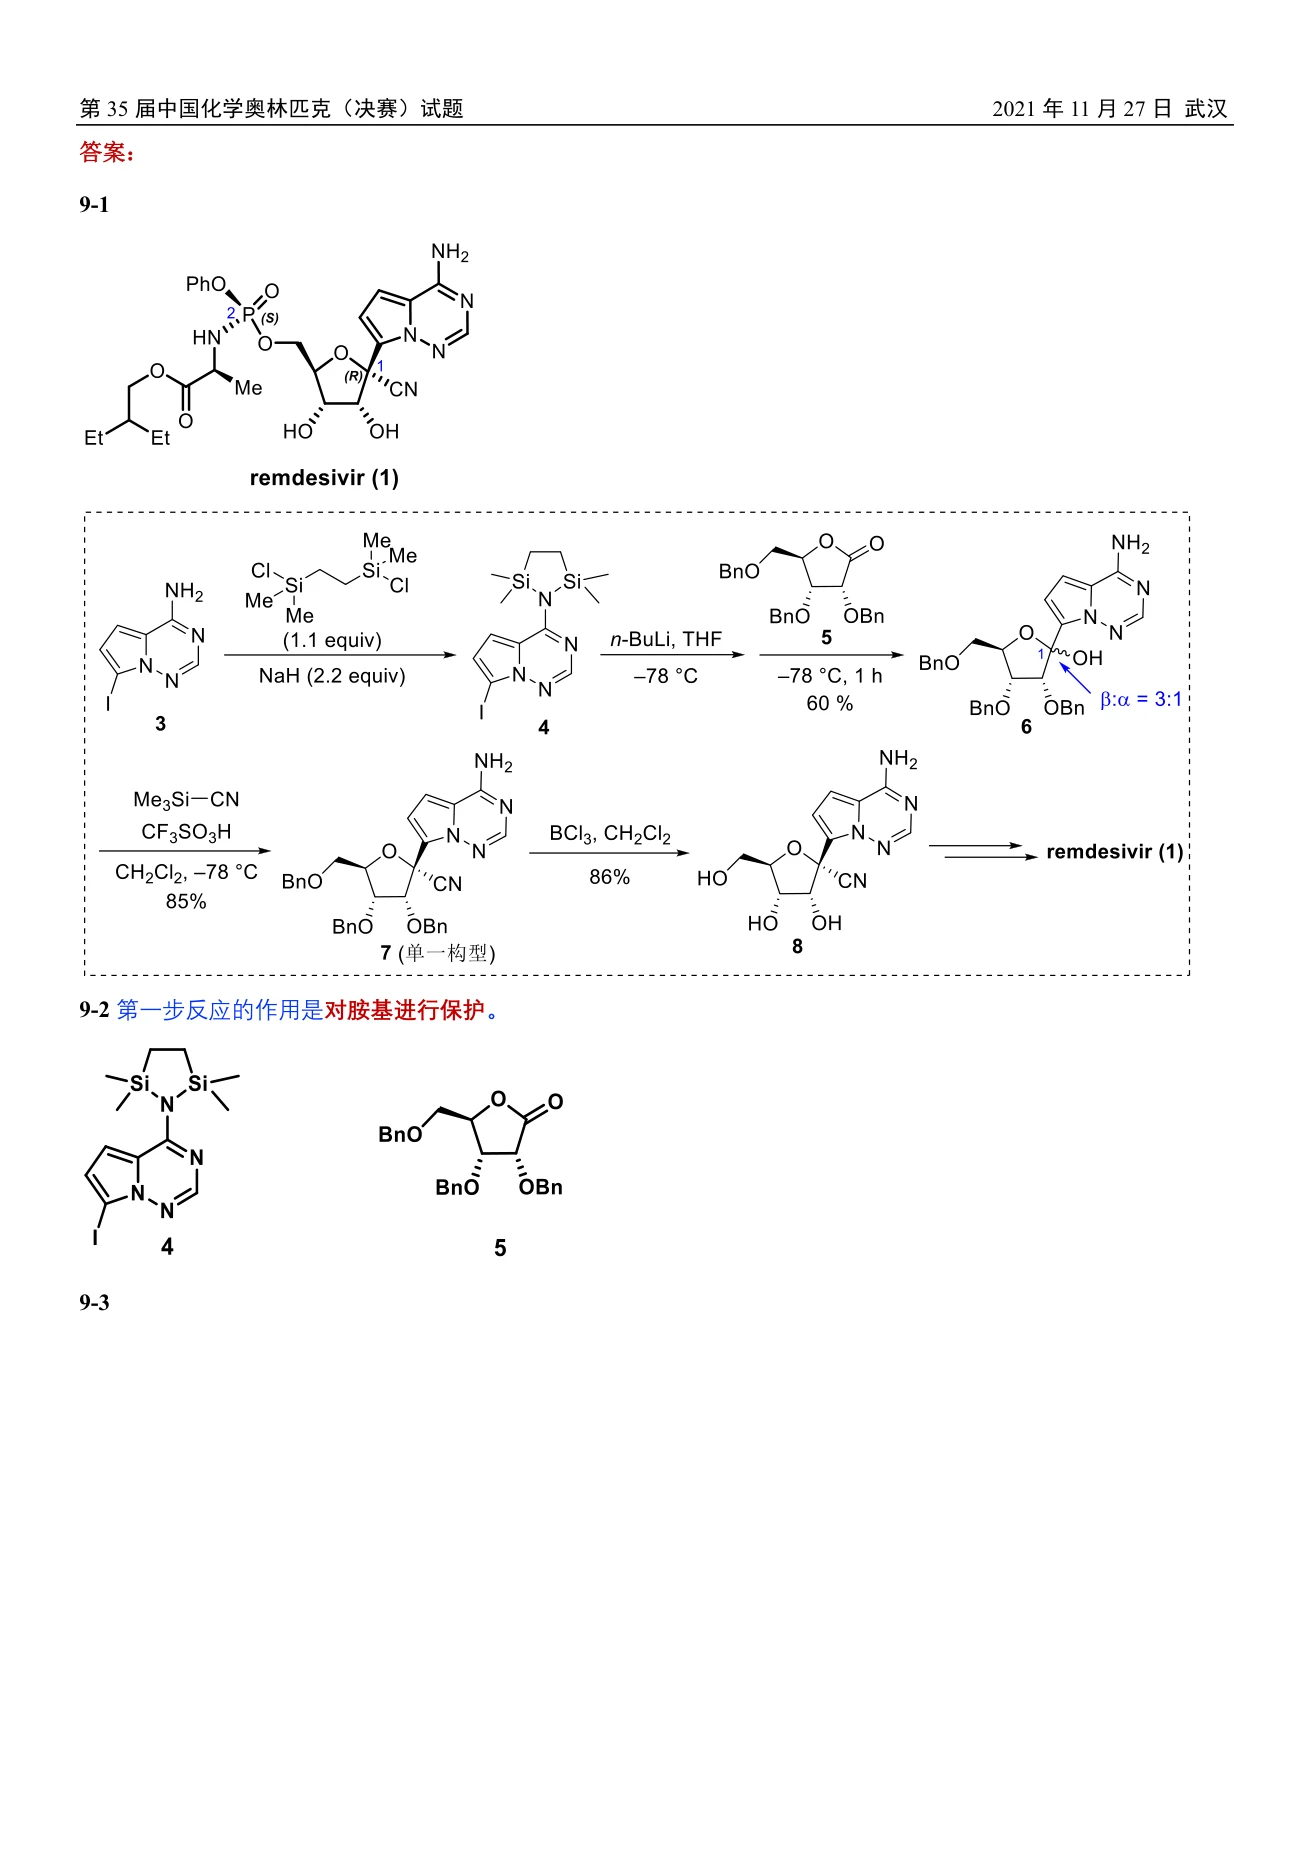 第 35 届中国化学奥林匹克（决赛）试题 2021 年 11 月 27 日 武汉
答案：
9-1
NH2
PhO O
2 P (S) N
HN O O N N
O Me (R) 1 CN
O
Et Et HO OH
remdesivir (1)
Me Me
Cl Si
Si Cl
Me Me
(1.1 equiv)
NaH (2.2 equiv)
NH2
N
N N
I
3
Si Si
N
N
N N
I
4
n-BuLi, THF
–78 °C
O O
BnO
BnO OBn
5
–78 °C, 1 h
60 %
NH2
N
N N
O
BnO 1 OH
BnO OBn
β:α = 3:1
6
Me3Si—CN
CF3SO3H
CH2Cl2, –78 °C
85%
NH2
N
N N
O
BnO CN
BnO OBn
7 (单一构型)
BCl3, CH2Cl2
86%
NH2
N
N N
O
HO CN
HO OH
8
remdesivir (1)
9-2 第一步反应的作用是对胺基进行保护。
Si Si
N
N
N N
I
4
O O
BnO
BnO OBn
5
9-3